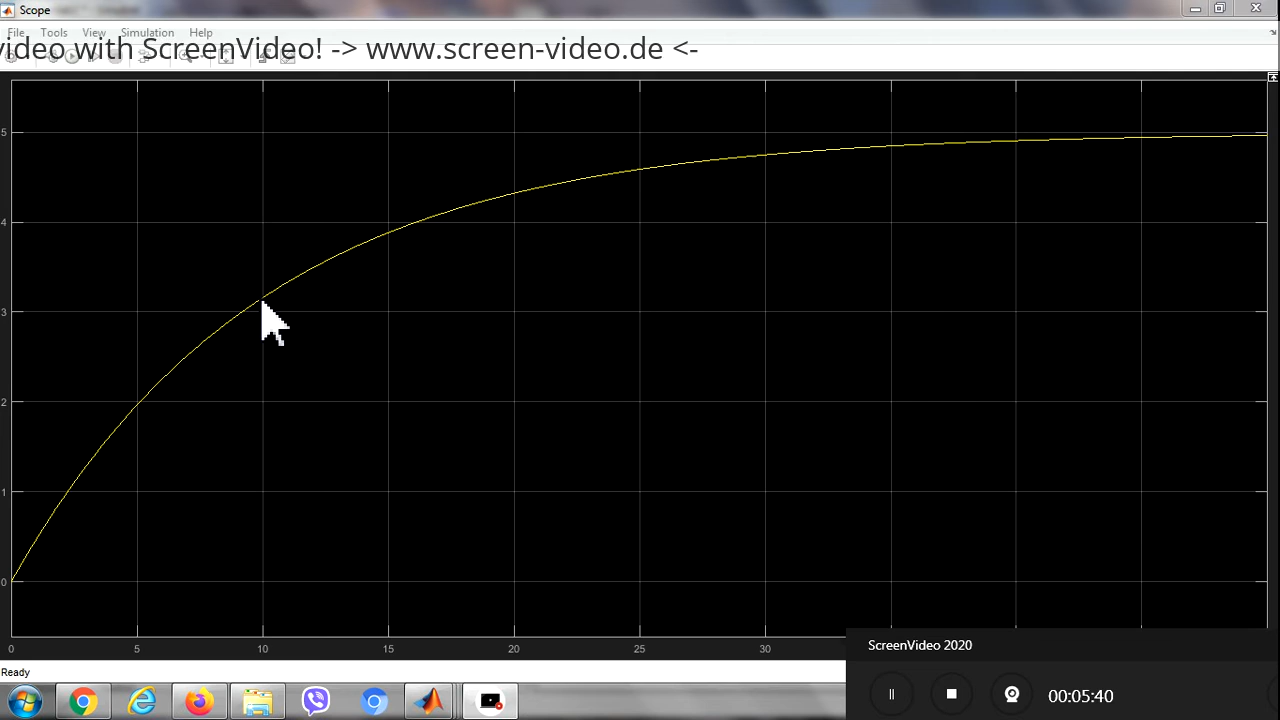 Scope
File Tools View Simulation Help
video with ScreenVideo! -> www.screen-video.de <-
5
4
3
2
1
0
0 5 10 15 20 25 30
Ready
ScreenVideo 2020
00:05:40